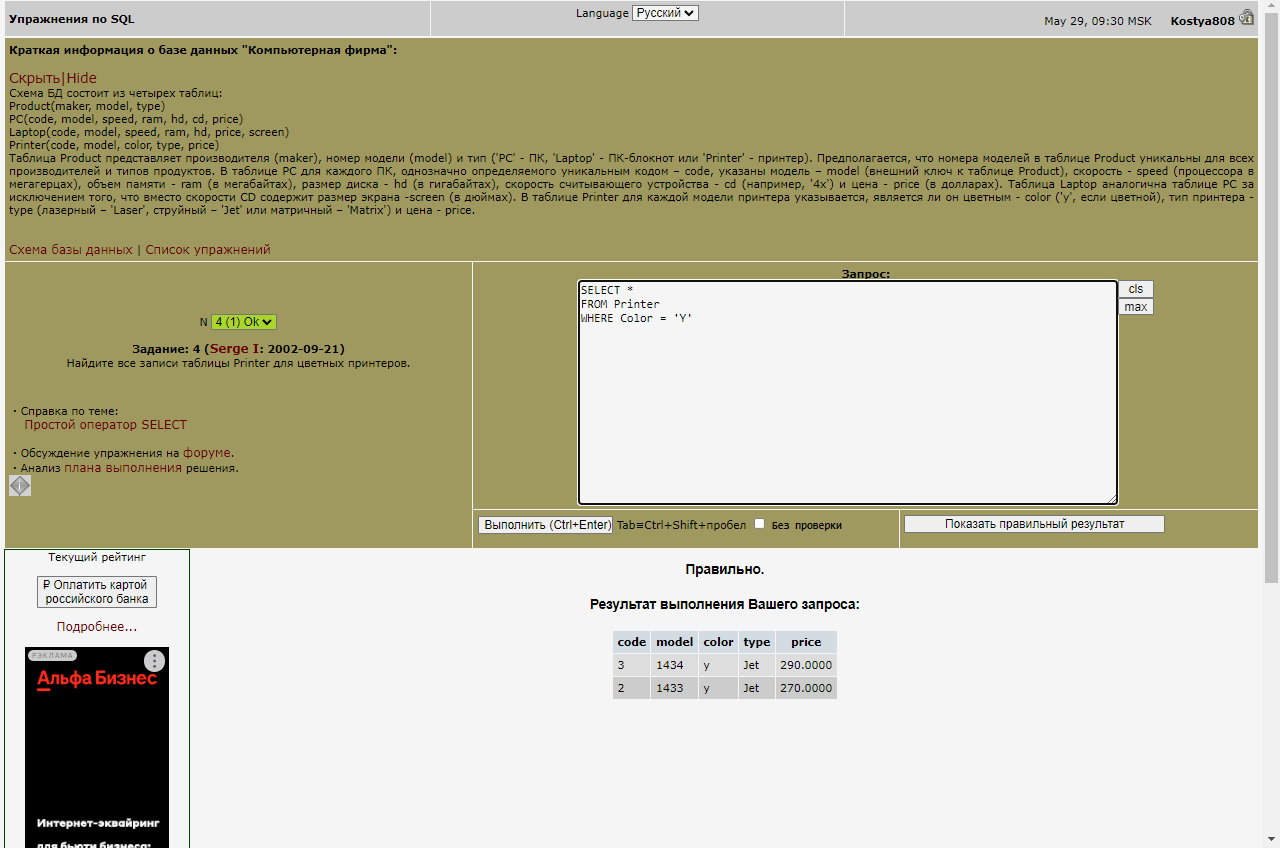 Упражнения по SQL
Language Русский
May 29, 09:30 MSK Kostya808
Краткая информация о базе данных "Компьютерная фирма":
Скрыть|Hide
Схема БД состоит из четырех таблиц:
Product(maker, model, type)
PC(code, model, speed, ram, hd, cd, price)
Laptop(code, model, speed, ram, hd, price, screen)
Printer(code, model, color, type, price)
Таблица Product представляет производителя (maker), номер модели (model) и тип ('PC' - ПК, 'Laptop' - ПК-блокнот или 'Printer' - принтер). Предполагается, что номера моделей в таблице Product уникальны для всех
производителей и типов продуктов. В таблице PC для каждого ПК, однозначно определяемого уникальным кодом – code, указаны модель – model (внешний ключ к таблице Product), скорость - speed (процессора в
мегагерцах), объем памяти - ram (в мегабайтах), размер диска - hd (в гигабайтах), скорость считывающего устройства - cd (например, '4x') и цена - price (в долларах). Таблица Laptop аналогична таблице РС за
исключением того, что вместо скорости CD содержит размер экрана -screen (в дюймах). В таблице Printer для каждой модели принтера указывается, является ли он цветным - color ('y', если цветной), тип принтера -
type (лазерный – 'Laser', струйный – 'Jet' или матричный – 'Matrix') и цена - price.
Схема базы данных | Список упражнений
N 4 (1) Ok
Задание: 4 (Serge I: 2002-09-21)
Найдите все записи таблицы Printer для цветных принтеров.
· Справка по теме:
Простой оператор SELECT
· Обсуждение упражнения на форуме.
· Анализ плана выполнения решения.
Запрос:
SELECT *
FROM Printer
WHERE Color = 'Y'
cls
max
Выполнить (Ctrl+Enter) Tab≡Ctrl+Shift+пробел Без проверки
Показать правильный результат
Текущий рейтинг
₽ Оплатить картой
российского банка
Подробнее...
РЕКЛАМА
Альфа Бизнес
Интернет-эквайринг
для бьюти бизнеса:
Правильно.
Результат выполнения Вашего запроса:
code model color type price
3 1434 y Jet 290.0000
2 1433 y Jet 270.0000